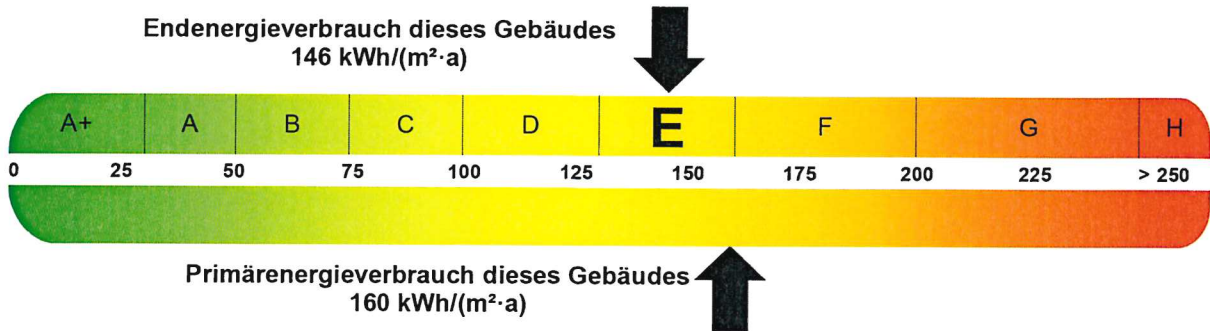 Endenergieverbrauch dieses Gebäudes
146 kWh/(m²·a)
A+ A B C D E F G H
0 25 50 75 100 125 150 175 200 225 > 250
Primärenergieverbrauch dieses Gebäudes
160 kWh/(m²·a)